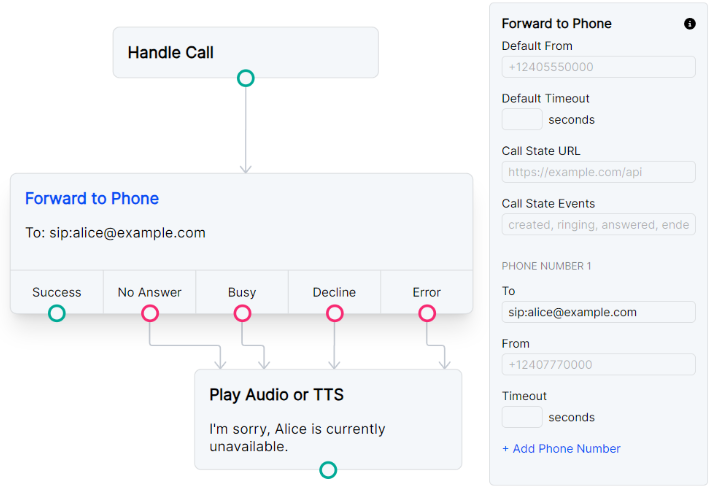 Handle Call
Forward to Phone
To: sip:alice@example.com
Success No Answer Busy Decline Error
Play Audio or TTS
I'm sorry, Alice is currently
unavailable.
Forward to Phone
Default From
+12405550000
Default Timeout
seconds
Call State URL
https://example.com/api
Call State Events
created, ringing, answered, ende
PHONE NUMBER 1
To
sip:alice@example.com
From
+12407770000
Timeout
seconds
+ Add Phone Number